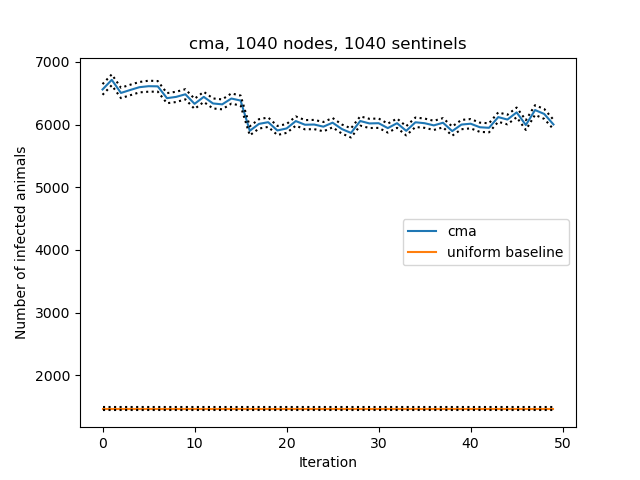 cma, 1040 nodes, 1040 sentinels
7000
6000
5000
4000
3000
2000
Number of infected animals
cma
uniform baseline
0
10
20
30
40
50
Iteration